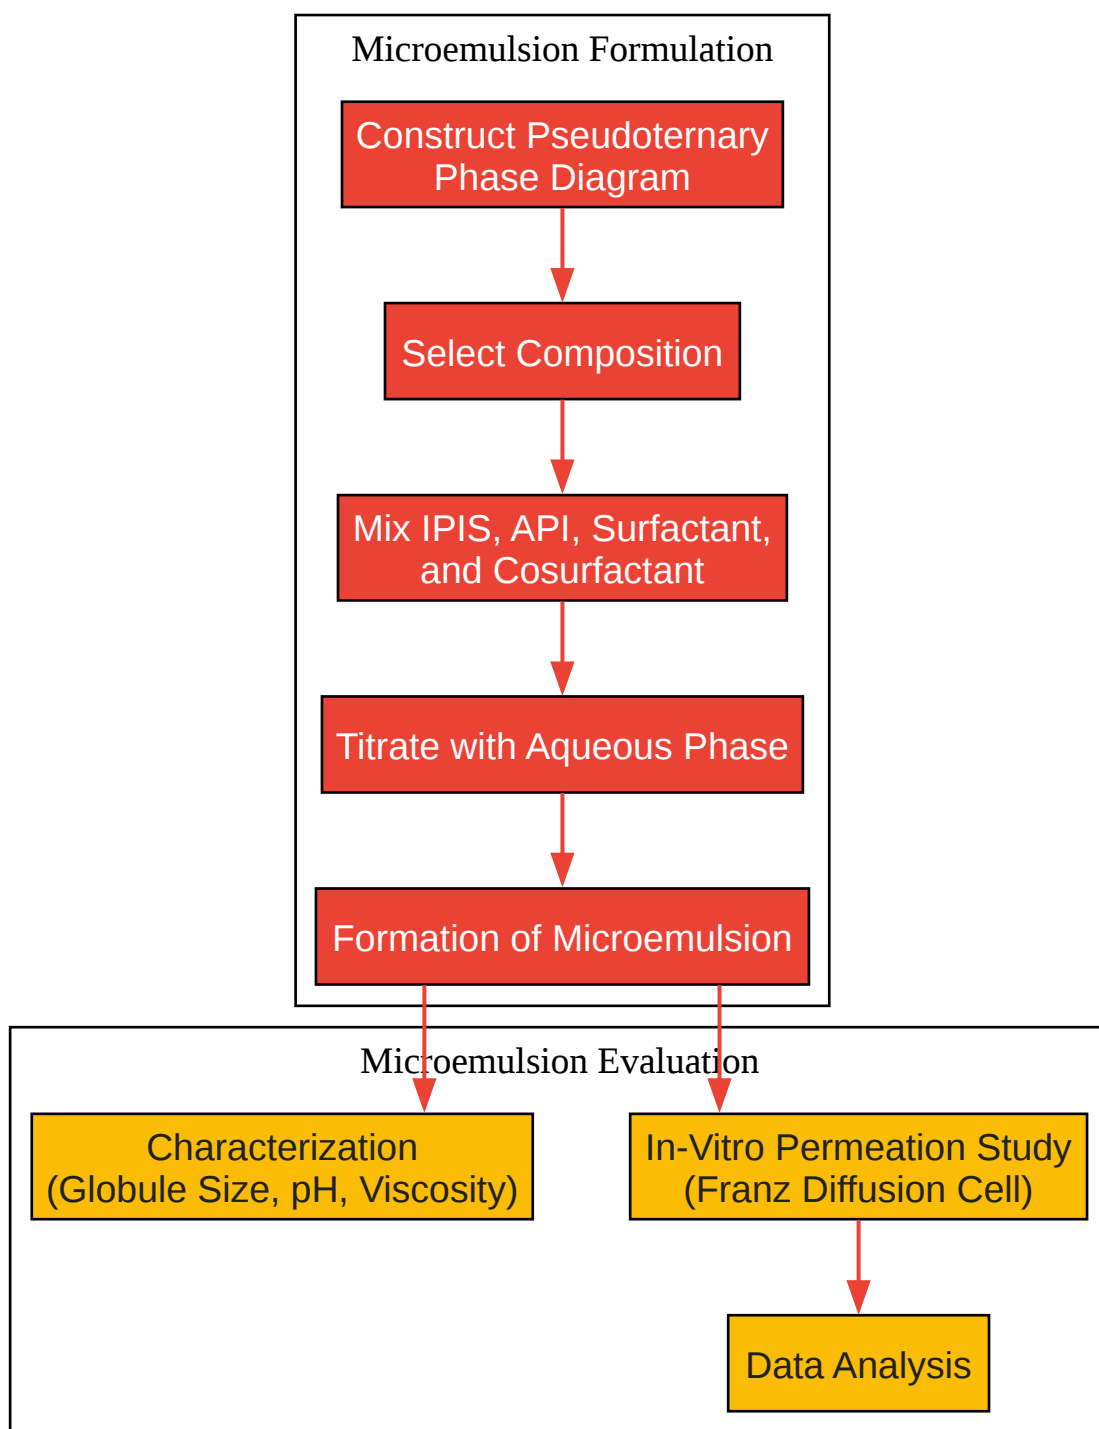 Microemulsion Formulation
Construct Pseudoternary
Phase Diagram
Select Composition
Mix IPIS, API, Surfactant,
and Cosurfactant
Titrate with Aqueous Phase
Formation of Microemulsion
Microemulsion Evaluation
Characterization
(Globule Size, pH, Viscosity)
In-Vitro Permeation Study
(Franz Diffusion Cell)
Data Analysis